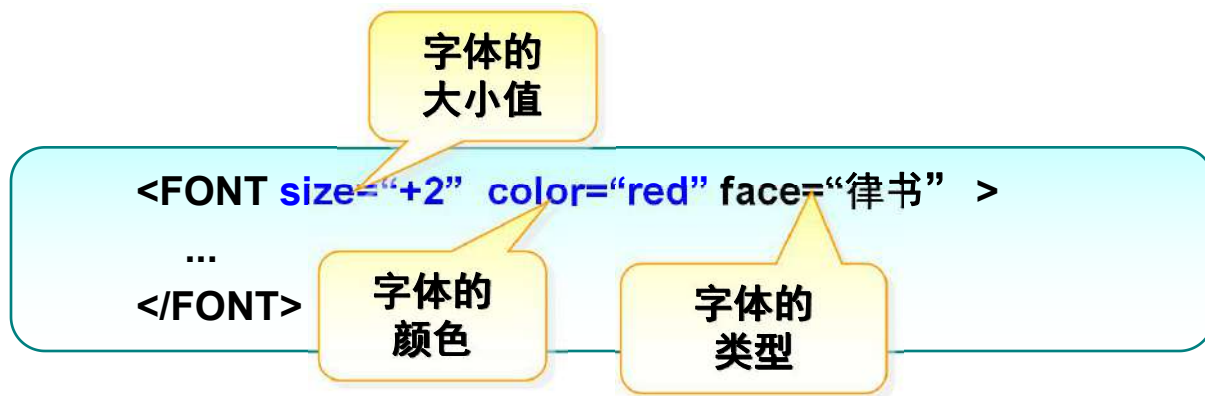 字体的
大小值
<FONT size=“+2” color=“red” face=“律书” >
...
</FONT>
字体的
颜色
字体的
类型